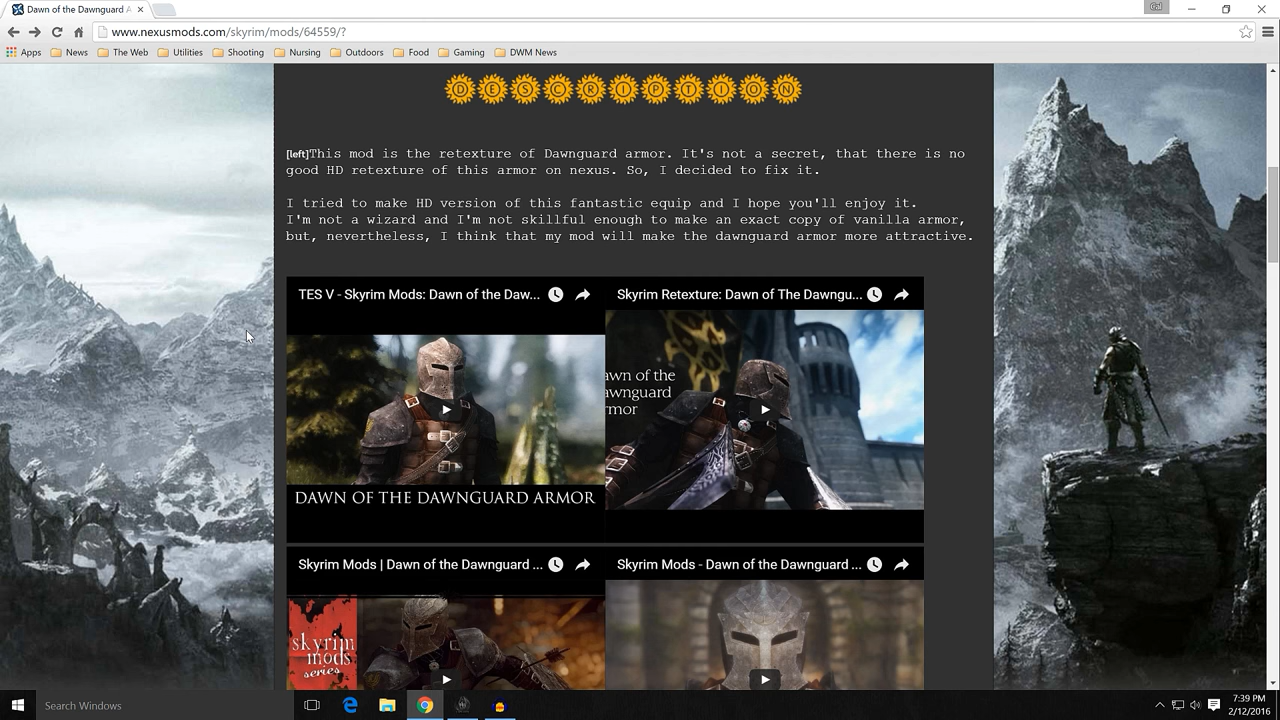 Dawn of the Dawnguard A
Cal
www.nexusmods.com/skyrim/mods/64559/?
Apps News The Web Utilities Shooting Nursing Outdoors Food Gaming DWM News
DESCRIPTION
[left]This mod is the retexture of Dawnguard armor. It's not a secret, that there is no
good HD retexture of this armor on nexus. So, I decided to fix it.
I tried to make HD version of this fantastic equip and I hope you'll enjoy it.
I'm not a wizard and I'm not skillful enough to make an exact copy of vanilla armor,
but, nevertheless, I think that my mod will make the dawnguard armor more attractive.
TES V - Skyrim Mods: Dawn of the Daw...
DAWN OF THE DAWNGUARD ARMOR
Skyrim Retexture: Dawn of The Dawngu...
awn of the
awnguard
rmor
Skyrim Mods | Dawn of the Dawnguard ...
skyrim
mods
series
Skyrim Mods - Dawn of the Dawnguard ...
Search Windows
7:39 PM
2/12/2016